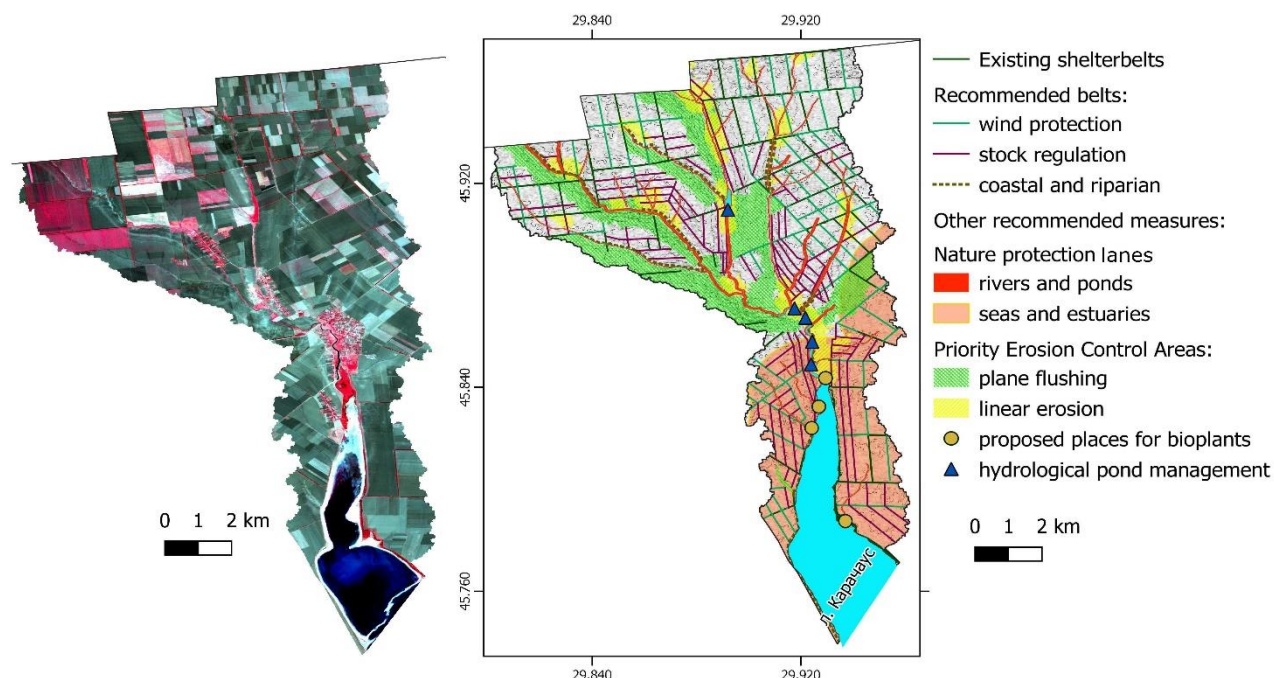 29.840 29.920
45.920
45.840
45.760
29.840 29.920
л. Карачаус
0 1 2 km
Existing shelterbelts
Recommended belts:
wind protection
stock regulation
coastal and riparian
Other recommended measures:
Nature protection lanes
rivers and ponds
seas and estuaries
Priority Erosion Control Areas:
plane flushing
linear erosion
proposed places for bioplants
hydrological pond management
0 1 2 km